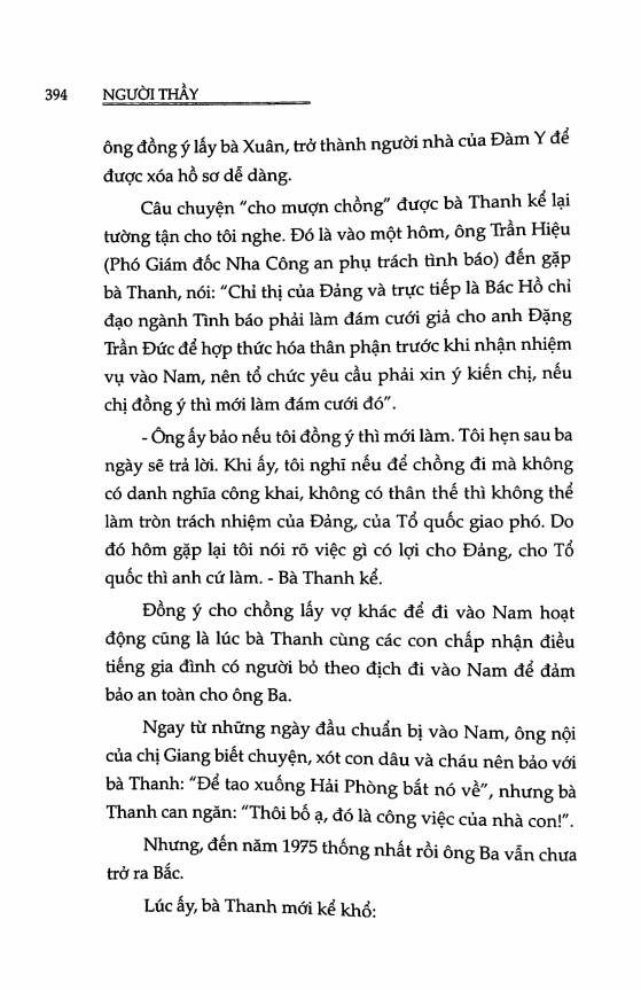 394 NGƯỜI THẦY
ông đồng ý lấy bà Xuân, trở thành người nhà của Đàm Y để
được xóa hồ sơ dễ dàng.
Câu chuyện "cho mượn chồng" được bà Thanh kể lại
tường tận cho tôi nghe. Đó là vào một hôm, ông Trần Hiệu
(Phó Giám đốc Nha Công an phụ trách tình báo) đến gặp
bà Thanh, nói: "Chỉ thị của Đảng và trực tiếp là Bác Hồ chỉ
đạo ngành Tình báo phải làm đám cưới giả cho anh Đặng
Trần Đức để hợp thức hóa thân phận trước khi nhận nhiệm
vụ vào Nam, nên tổ chức yêu cầu phải xin ý kiến chị, nếu
chị đồng ý thì mới làm đám cưới đó".
- Ông ấy bảo nếu tôi đồng ý thì mới làm. Tôi hẹn sau ba
ngày sẽ trả lời. Khi ấy, tôi nghĩ nếu để chồng đi mà không
có danh nghĩa công khai, không có thân thế thì không thể
làm tròn trách nhiệm của Đảng, của Tổ quốc giao phó. Do
đó hôm gặp lại tôi nói rõ việc gì có lợi cho Đảng, cho Tổ
quốc thì anh cứ làm. - Bà Thanh kể.
Đồng ý cho chồng lấy vợ khác để đi vào Nam hoạt
động cũng là lúc bà Thanh cùng các con chấp nhận điều
tiếng gia đình có người bỏ theo địch đi vào Nam để đảm
bảo an toàn cho ông Ba.
Ngay từ những ngày đầu chuẩn bị vào Nam, ông nội
của chị Giang biết chuyện, xót con dâu và cháu nên bảo với
bà Thanh: "Để tao xuống Hải Phòng bắt nó về", nhưng bà
Thanh can ngăn: "Thôi bố ạ, đó là công việc của nhà con!".
Nhưng, đến năm 1975 thống nhất rồi ông Ba vẫn chưa
trở ra Bắc.
Lúc ấy, bà Thanh mới kể khổ: